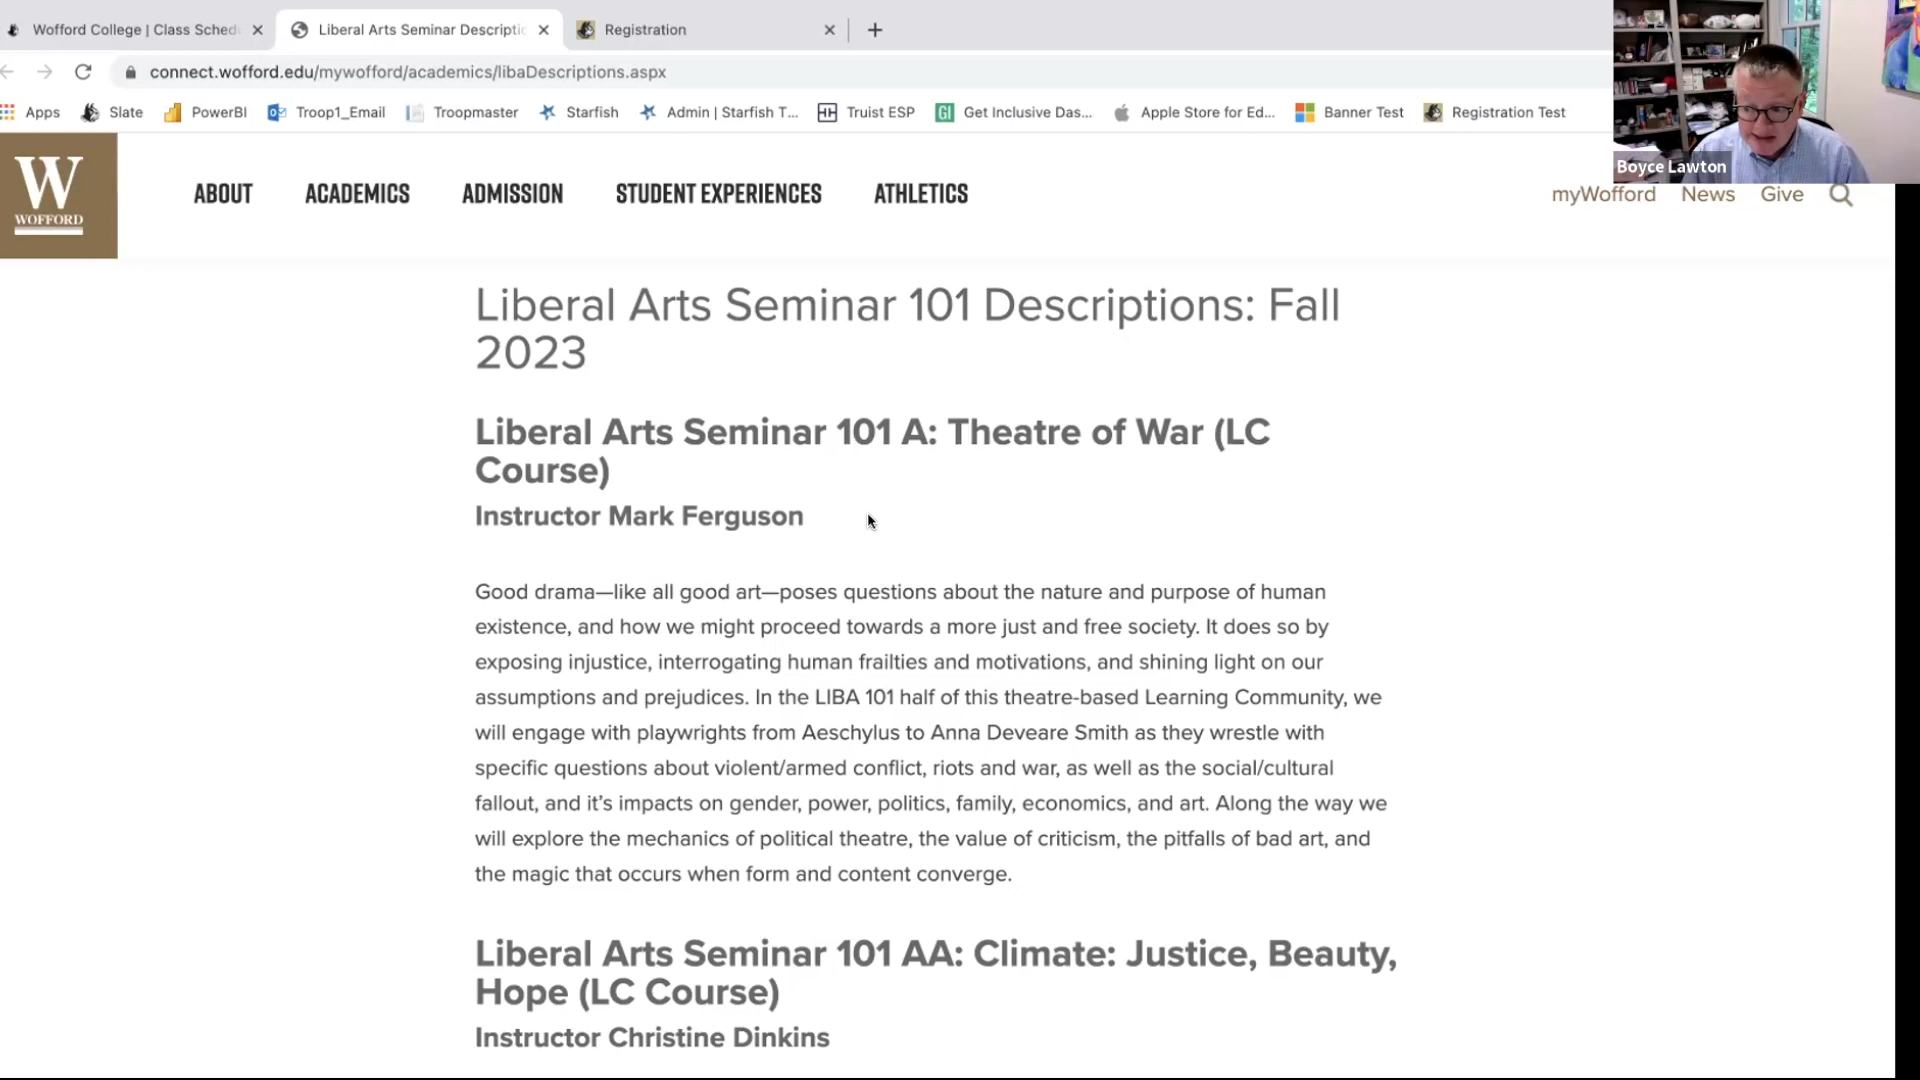 Wofford College | Class Sched
Liberal Arts Seminar Descriptio
Registration
connect.wofford.edu/mywofford/academics/libaDescriptions.aspx
Apps
Slate
PowerBI
Troop1_Email
Troopmaster
Starfish
Admin | Starfish T...
Truist ESP
GI Get Inclusive Das...
Apple Store for Ed...
Banner Test
Registration Test
Boyce Lawton
W
WOFFORD
ABOUT
ACADEMICS
ADMISSION
STUDENT EXPERIENCES
ATHLETICS
myWofford
News
Give
Liberal Arts Seminar 101 Descriptions: Fall
2023
Liberal Arts Seminar 101 A: Theatre of War (LC
Course)
Instructor Mark Ferguson
Good drama—like all good art—poses questions about the nature and purpose of human
existence, and how we might proceed towards a more just and free society. It does so by
exposing injustice, interrogating human frailties and motivations, and shining light on our
assumptions and prejudices. In the LIBA 101 half of this theatre-based Learning Community, we
will engage with playwrights from Aeschylus to Anna Deveare Smith as they wrestle with
specific questions about violent/armed conflict, riots and war, as well as the social/cultural
fallout, and it’s impacts on gender, power, politics, family, economics, and art. Along the way we
will explore the mechanics of political theatre, the value of criticism, the pitfalls of bad art, and
the magic that occurs when form and content converge.
Liberal Arts Seminar 101 AA: Climate: Justice, Beauty,
Hope (LC Course)
Instructor Christine Dinkins